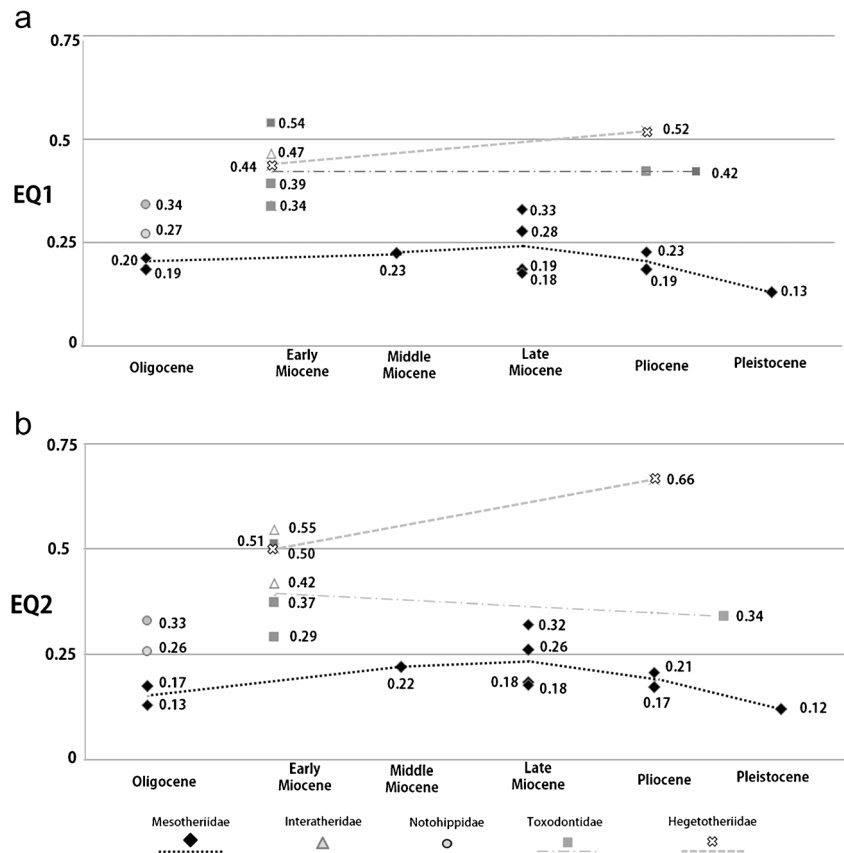 a
0.75
0.54
0.5
0.47
0.52
0.44
0.42
0.39
EQ1
0.34
0.34
0.33
0.27
0.28
0.25
0.20
0.23
0.19
0.19
0.23
0.18
0.19
0.13
0
Oligocene
Early
Miocene
Middle
Miocene
Late
Miocene
Pliocene
Pleistocene
b
0.75
0.66
0.55
0.51
0.5
0.50
0.42
EQ2
0.37
0.34
0.33
0.29
0.32
0.26
0.26
0.25
0.17
0.21
0.22
0.18
0.18
0.13
0.17
0.12
0
Oligocene
Early
Miocene
Middle
Miocene
Late
Miocene
Pliocene
Pleistocene
Mesotheriidae
Interatheridae
Notohippidae
Toxodontidae
Hegetotheriidae